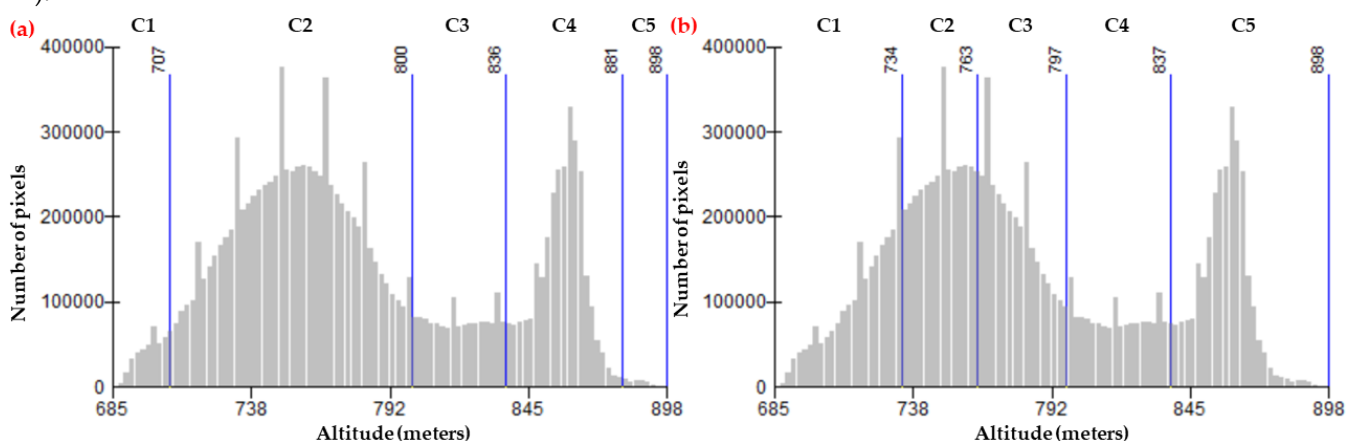 (a) C1 C2 C3 C4 C5
707 800 836 881 898
Number of pixels
400000
300000
200000
100000
0
685 738 792 845 898
Altitude (meters)
(b) C1 C2 C3 C4 C5
734 763 797 837 898
Number of pixels
400000
300000
200000
100000
0
685 738 792 845 898
Altitude (meters)